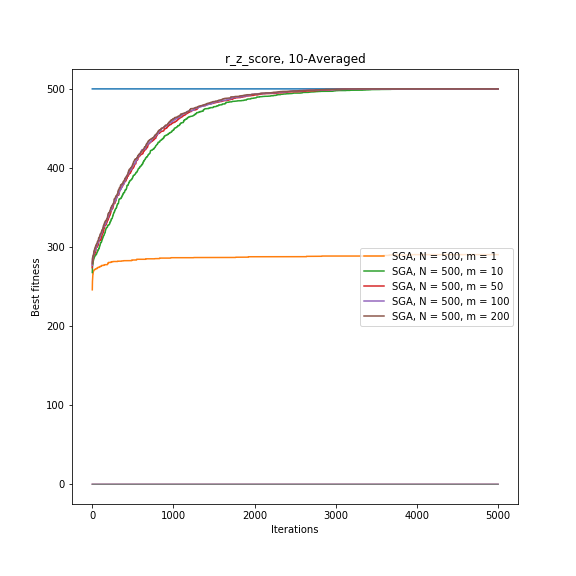 r_z_score, 10-Averaged
500
400
300
200
100
0
Best fitness
SGA, N = 500, m = 1
SGA, N = 500, m = 10
SGA, N = 500, m = 50
SGA, N = 500, m = 100
SGA, N = 500, m = 200
0 1000 2000 3000 4000 5000
Iterations